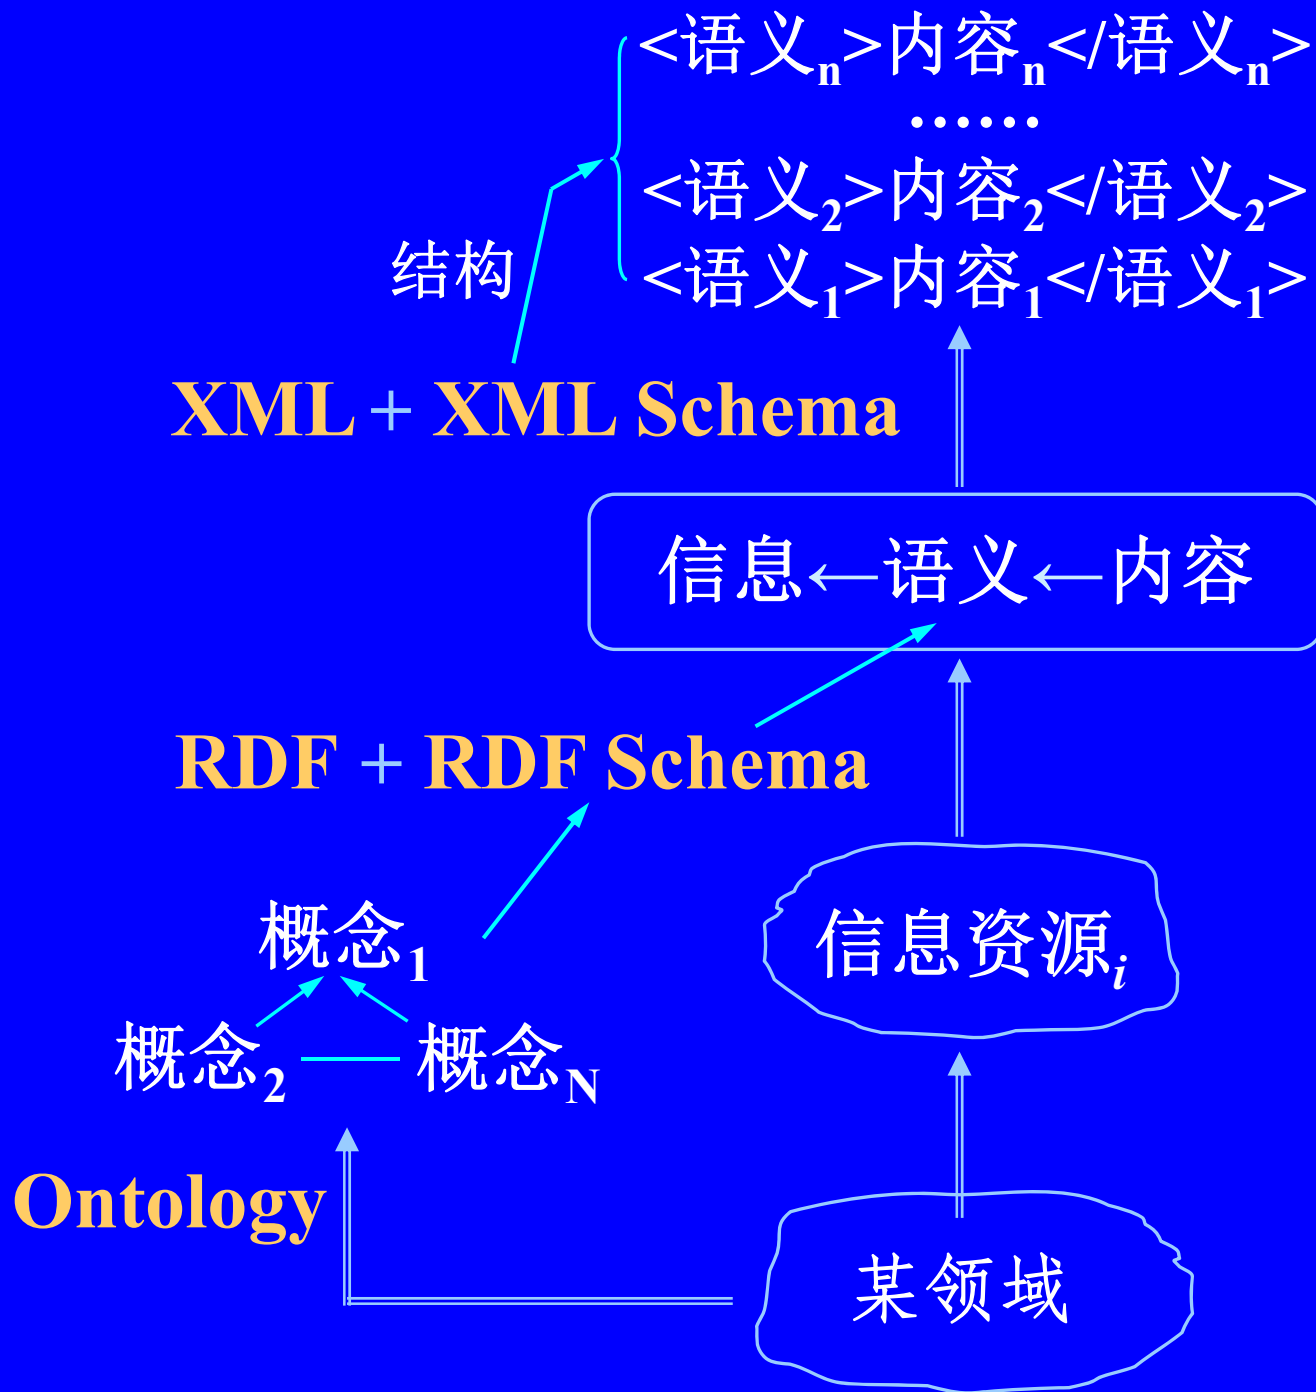 <语义n>内容n</语义n>
……
<语义2>内容2</语义2>
结构
<语义1>内容1</语义1>
XML + XML Schema
信息←语义←内容
RDF + RDF Schema
概念1
信息资源i
概念2
概念N
Ontology
某领域